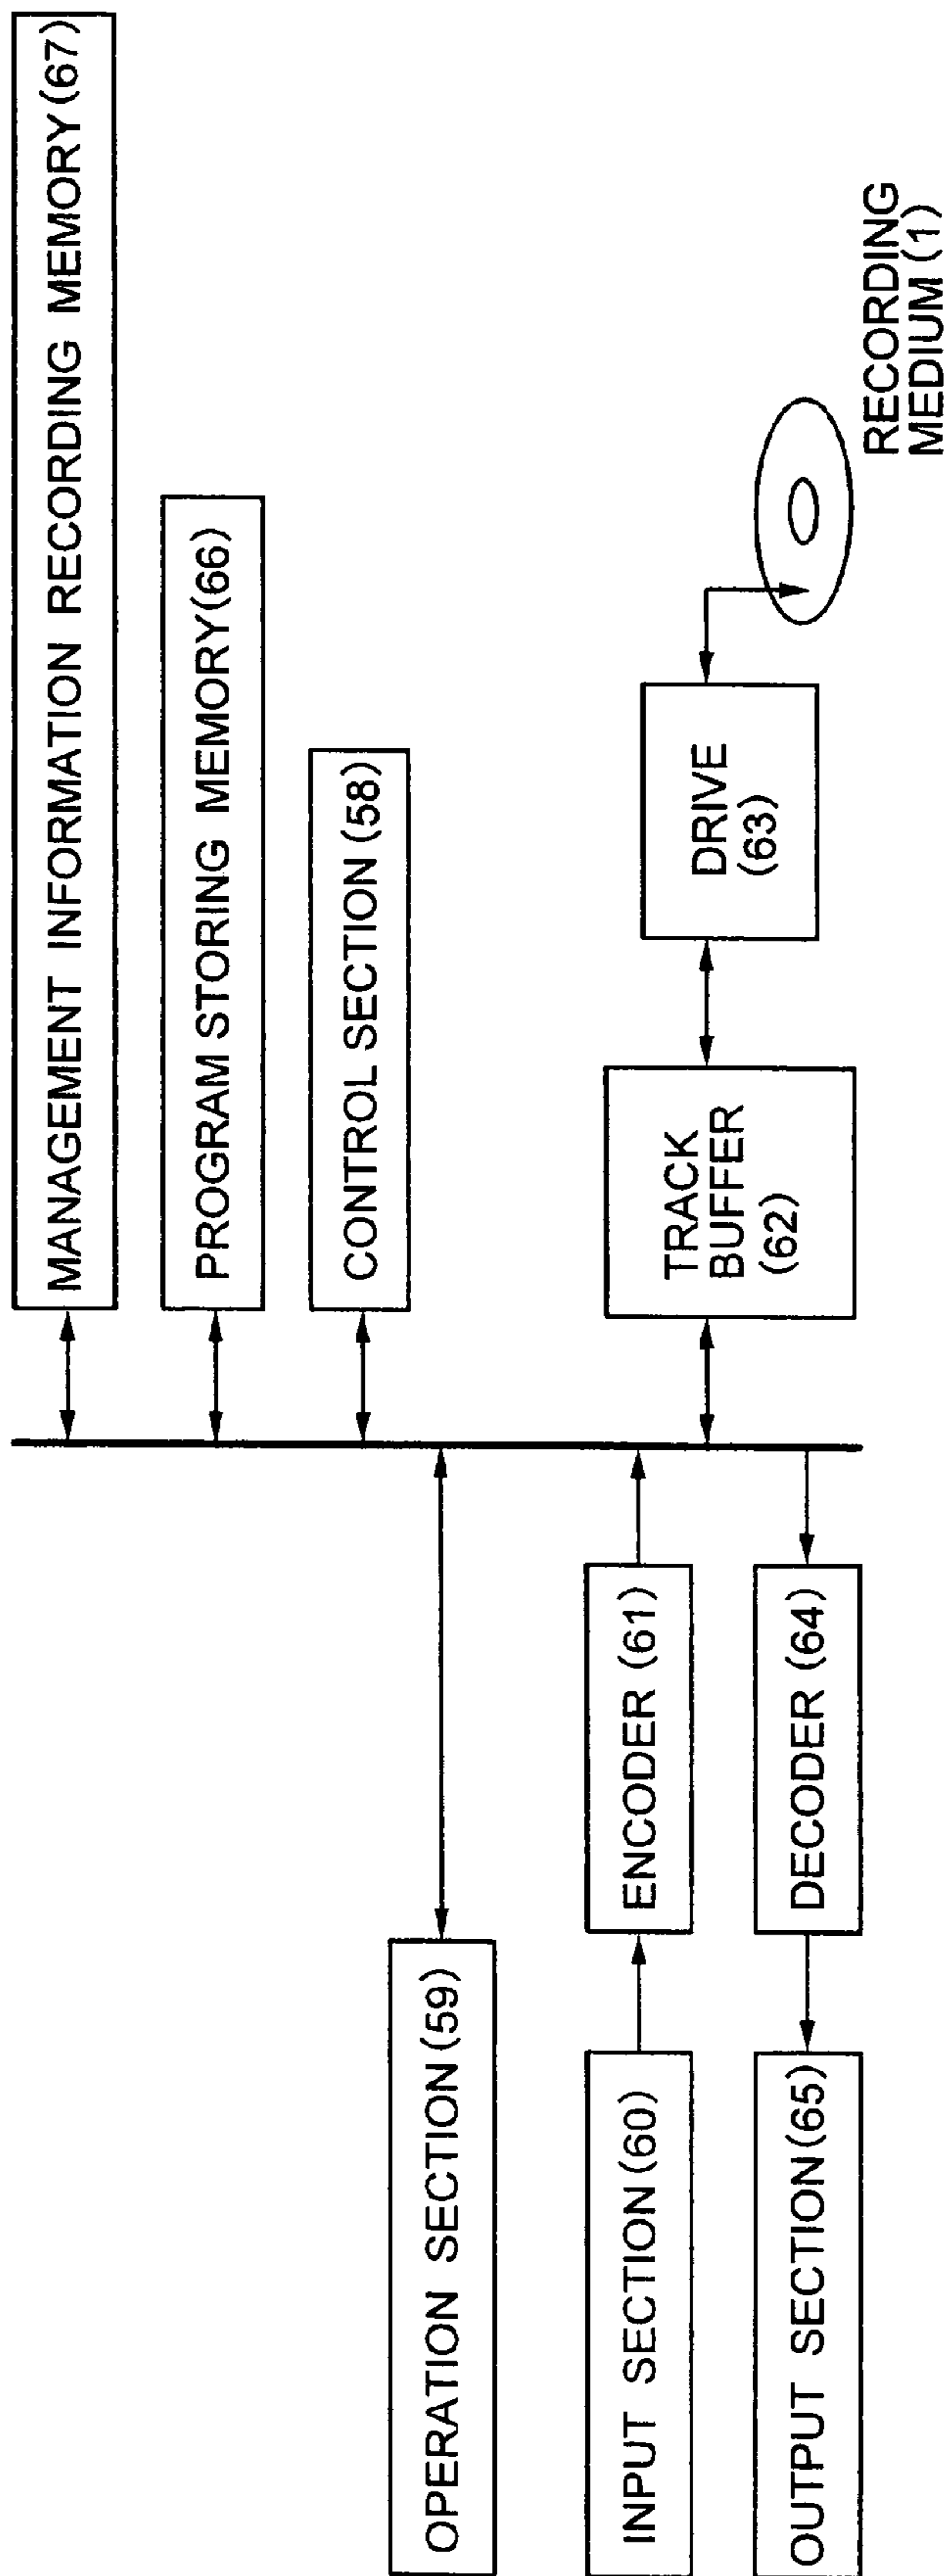 MANAGEMENT INFORMATION RECORDING MEMORY (67)
PROGRAM STORING MEMORY (66)
CONTROL SECTION (58)
OPERATION SECTION (59)
INPUT SECTION (60)
ENCODER (61)
TRACK
BUFFER
(62)
DRIVE
(63)
RECORDING
MEDIUM (1)
OUTPUT SECTION (65)
DECODER (64)